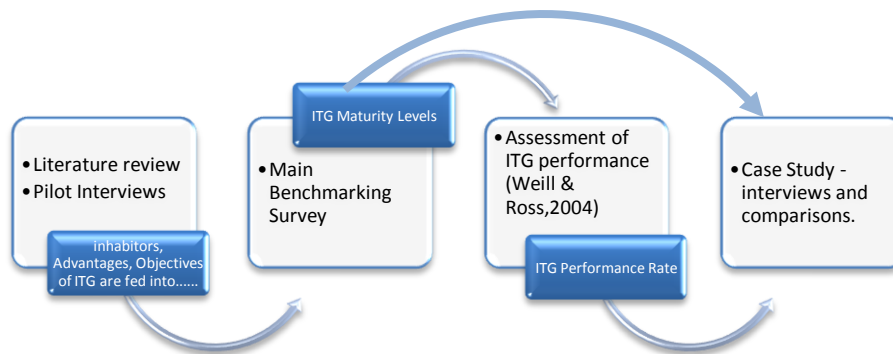 • Literature review
• Pilot Interviews
inhabitors,
Advantages, Objectives
of ITG are fed into......
ITG Maturity Levels
• Main
Benchmarking
Survey
• Assessment of
ITG performance
(Weill &
Ross,2004)
ITG Performance Rate
• Case Study -
interviews and
comparisons.